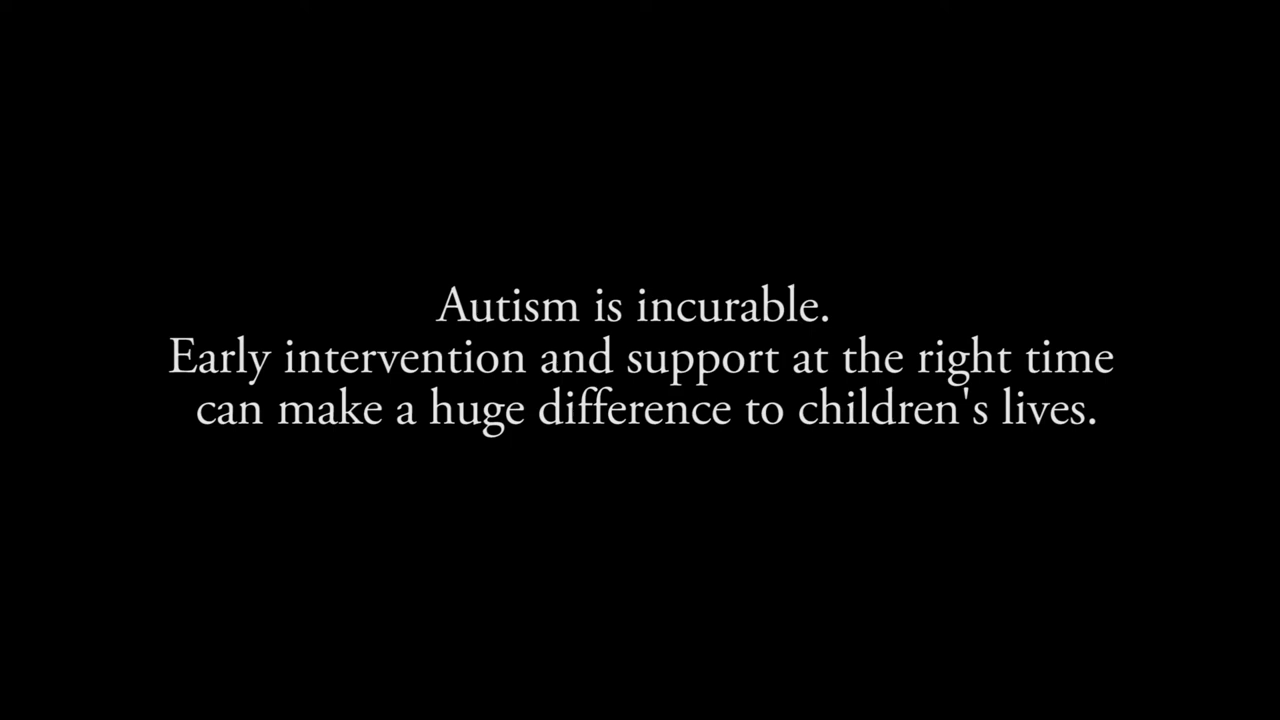 Autism is incurable.
Early intervention and support at the right time
can make a huge difference to children's lives.